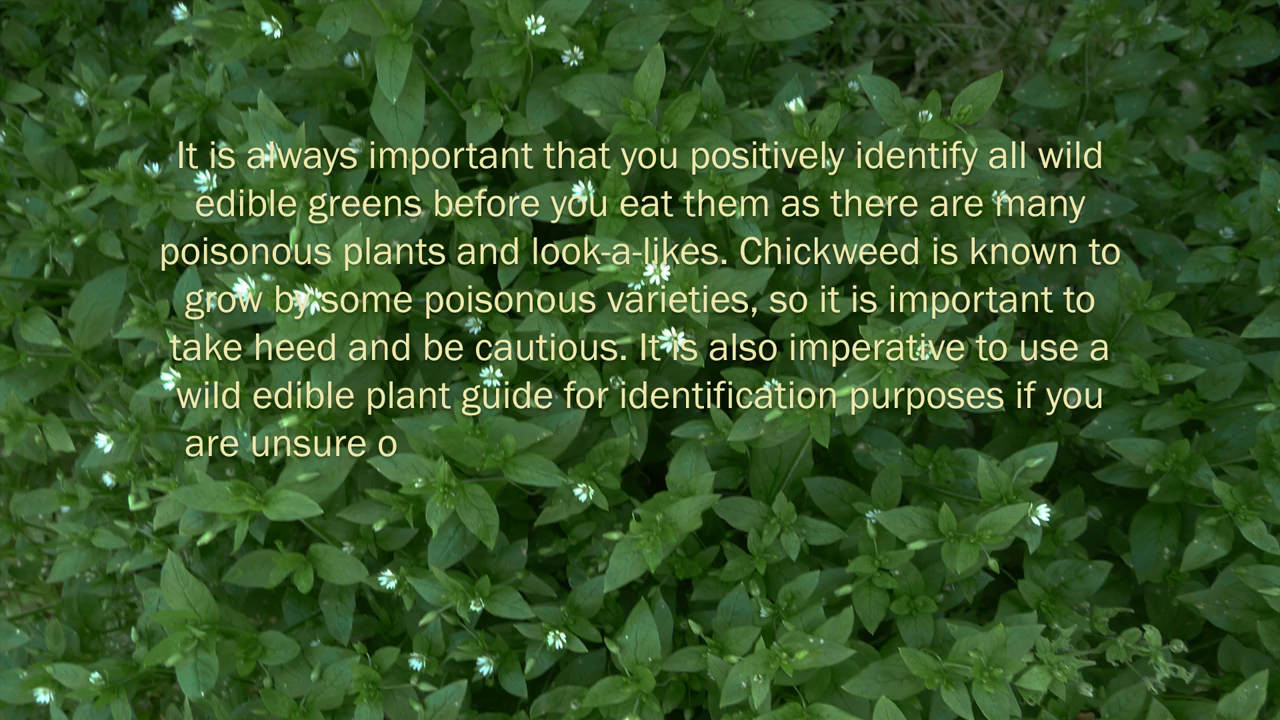 It is always important that you positively identify all wild
edible greens before you eat them as there are many
poisonous plants and look-a-likes. Chickweed is known to
grow by some poisonous varieties, so it is important to
take heed and be cautious. It is also imperative to use a
wild edible plant guide for identification purposes if you
are unsure o